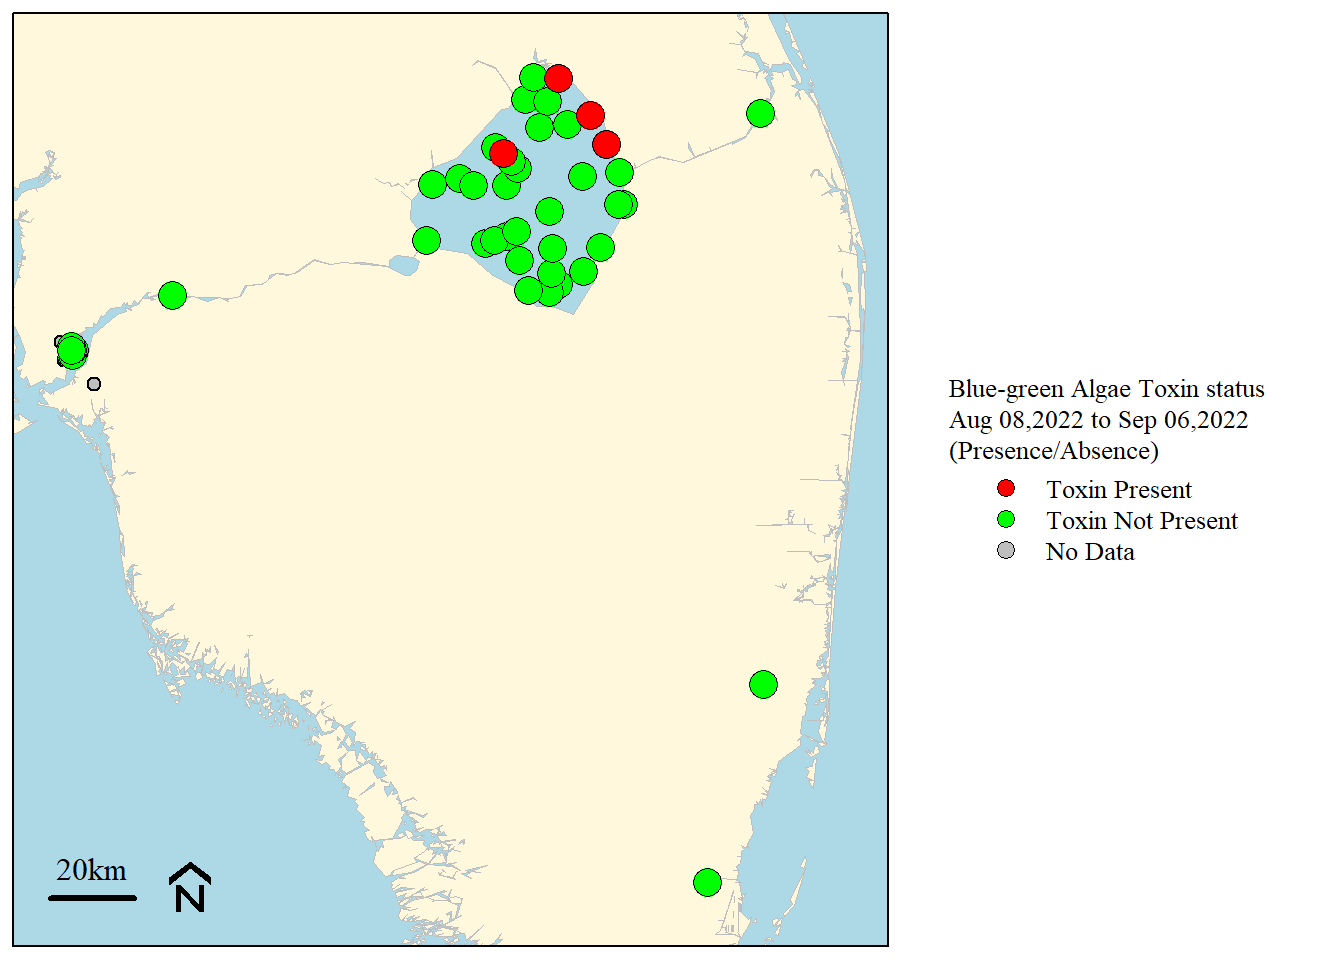 Blue-green Algae Toxin status
Aug 08,2022 to Sep 06,2022
(Presence/Absence)
Toxin Present
Toxin Not Present
No Data
20km
N